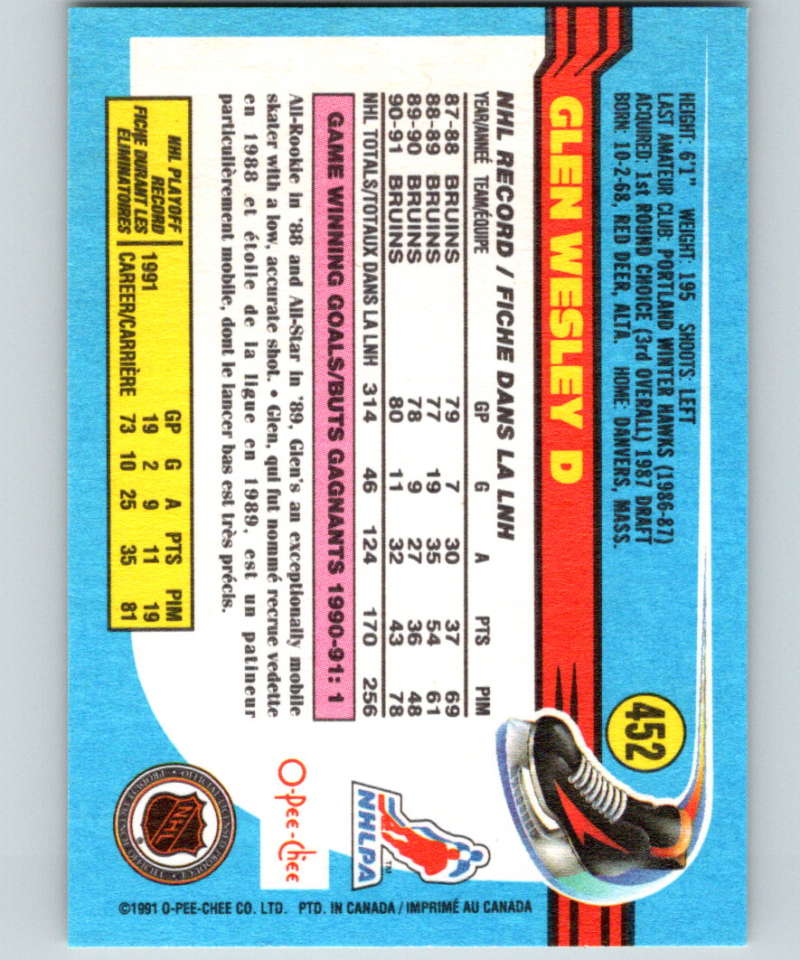 452
HEIGHT: 6'1" WEIGHT: 195 SHOOTS: LEFT
LAST AMATEUR CLUB: PORTLAND WINTER HAWKS (1986-87)
ACQUIRED: 1st ROUND CHOICE (3rd OVERALL) 1987 DRAFT
BORN: 10-2-68, RED DEER, ALTA. HOME: DANVERS, MASS.
GLEN WESLEY D
NHL RECORD / FICHE DANS LA LNH
YEAR/ANNÉE TEAM/ÉQUIPE GP G A PTS PIM
87-88 BRUINS 79 7 30 37 69
88-89 BRUINS 77 19 35 54 61
89-90 BRUINS 78 9 27 36 48
90-91 BRUINS 80 11 32 43 78
NHL TOTALS/TOTAUX DANS LA LNH 314 46 124 170 256
GAME WINNING GOALS/BUTS GAGNANTS 1990-91: 1
All-Rookie in '88 and All-Star in '89, Glen's an exceptionally mobile
skater with a low, accurate shot. • Glen, qui fut nommé recrue vedette
en 1988 et étoile de la ligue en 1989, est un patineur
particulièrement mobile, dont le lancer bas est très précis.
NHL PLAYOFF
RECORD
FICHE DURANT LES
ÉLIMINATOIRES
GP G A PTS PIM
1991 19 2 9 11 19
CAREER/CARRIÈRE 73 10 25 35 81
NHLPA
TM
O-Pee-Chee
NHL
©1991 O-PEE-CHEE CO. LTD. PTD. IN CANADA / IMPRIMÉ AU CANADA